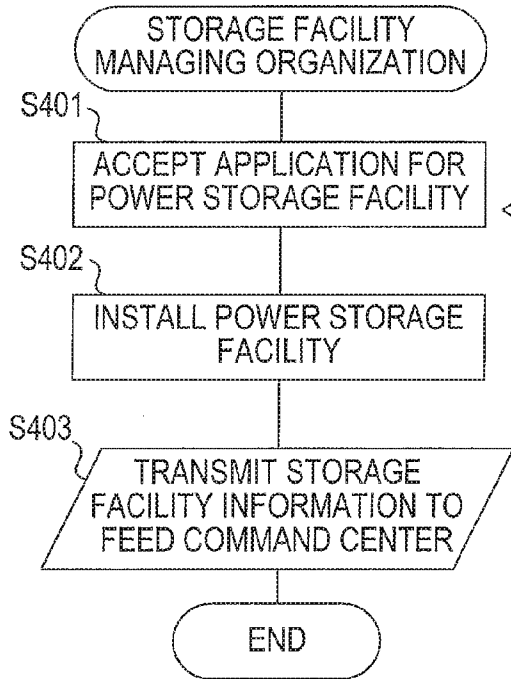 STORAGE FACILITY
MANAGING ORGANIZATION
S401
ACCEPT APPLICATION FOR
POWER STORAGE FACILITY
S402
INSTALL POWER STORAGE
FACILITY
S403
TRANSMIT STORAGE
FACILITY INFORMATION TO
FEED COMMAND CENTER
END